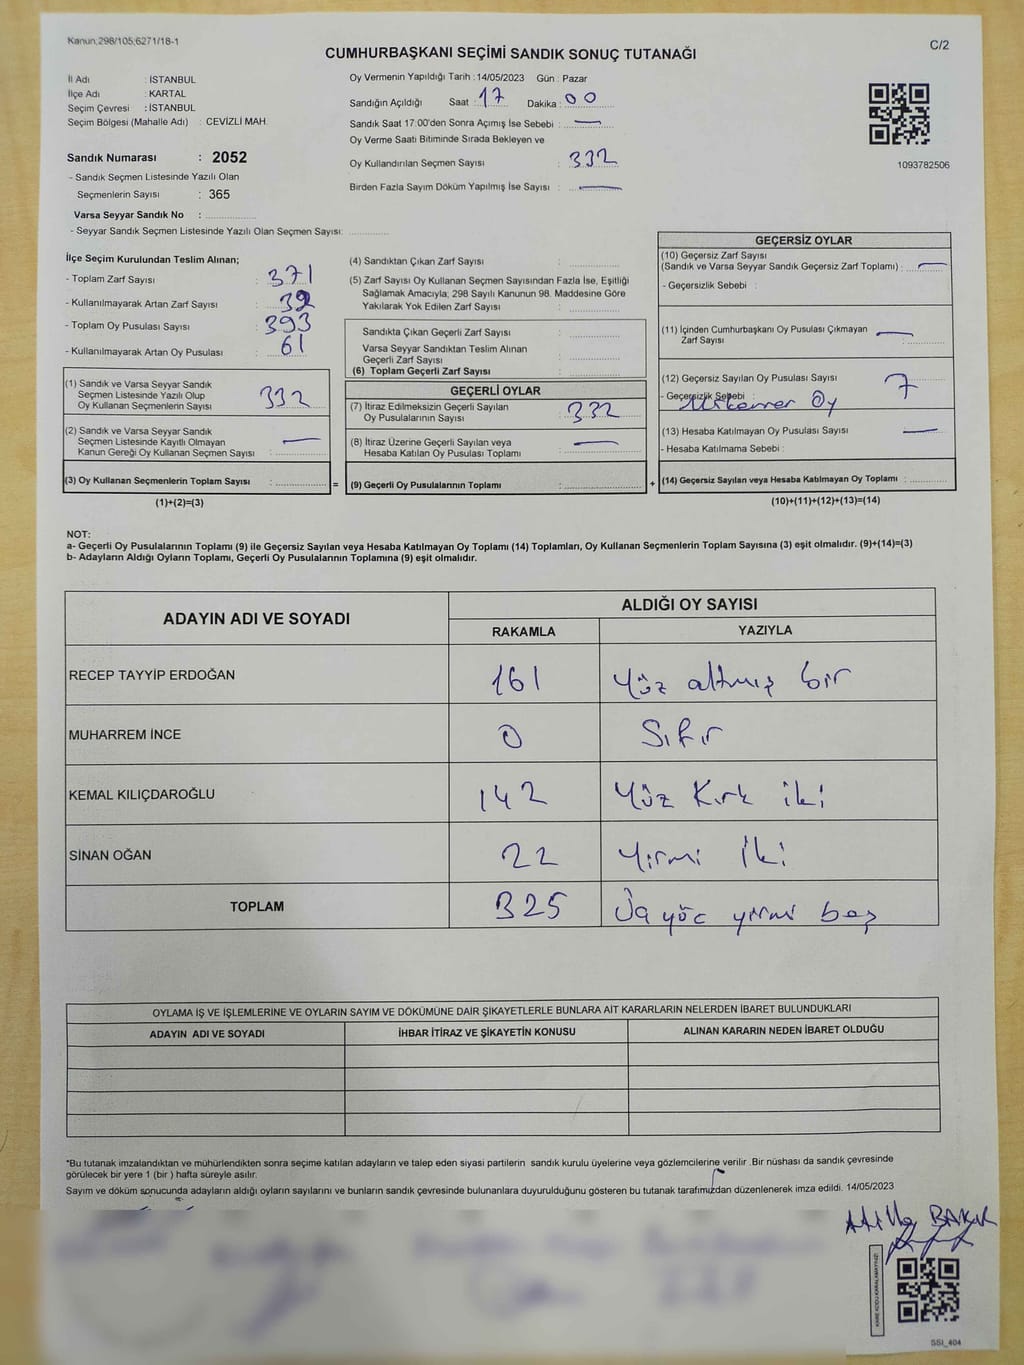 Kanun:298/105;6271/18-1
C/2
CUMHURBAŞKANI SEÇİMİ SANDIK SONUÇ TUTANAĞI
İl Adı : İSTANBUL
İlçe Adı : KARTAL
Seçim Çevresi : İSTANBUL
Seçim Bölgesi (Mahalle Adı) : CEVİZLİ MAH.
Sandık Numarası : 2052
- Sandık Seçmen Listesinde Yazılı Olan
Seçmenlerin Sayısı : 365
Varsa Seyyar Sandık No :
- Seyyar Sandık Seçmen Listesinde Yazılı Olan Seçmen Sayısı:
Oy Vermenin Yapıldığı Tarih : 14/05/2023 Gün : Pazar
Sandığın Açıldığı Saat : 17 Dakika : 00
Sandık Saat 17:00'den Sonra Açımış İse Sebebi : —
Oy Verme Saati Bitiminde Sırada Bekleyen ve
Oy Kullandırılan Seçmen Sayısı : 332
Birden Fazla Sayım Döküm Yapılmış İse Sayısı : —
1093782506
İlçe Seçim Kurulundan Teslim Alınan;
- Toplam Zarf Sayısı : 371
- Kullanılmayarak Artan Zarf Sayısı : 39
- Toplam Oy Pusulası Sayısı : 393
- Kullanılmayarak Artan Oy Pusulası : 61
(1) Sandık ve Varsa Seyyar Sandık
Seçmen Listesinde Yazılı Olup
Oy Kullanan Seçmenlerin Sayısı : 332
(2) Sandık ve Varsa Seyyar Sandık
Seçmen Listesinde Kayıtlı Olmayan
Kanun Gereği Oy Kullanan Seçmen Sayısı : —
(3) Oy Kullanan Seçmenlerin Toplam Sayısı : =
(1)+(2)=(3)
(4) Sandıktan Çıkan Zarf Sayısı :
(5) Zarf Sayısı Oy Kullanan Seçmen Sayısından Fazla İse, Eşitliği
Sağlamak Amacıyla; 298 Sayılı Kanunun 98. Maddesine Göre
Yakılarak Yok Edilen Zarf Sayısı :
Sandıkta Çıkan Geçerli Zarf Sayısı :
Varsa Seyyar Sandıktan Teslim Alınan
Geçerli Zarf Sayısı :
(6) Toplam Geçerli Zarf Sayısı :
GEÇERLİ OYLAR
(7) İtiraz Edilmeksizin Geçerli Sayılan
Oy Pusulalarının Sayısı : 332
(8) İtiraz Üzerine Geçerli Sayılan veya
Hesaba Katılan Oy Pusulası Toplamı : —
(9) Geçerli Oy Pusulalarının Toplamı : +
GEÇERSİZ OYLAR
(10) Geçersiz Zarf Sayısı
(Sandık ve Varsa Seyyar Sandık Geçersiz Zarf Toplamı) : —
- Geçersizlik Sebebi :
(11) İçinden Cumhurbaşkanı Oy Pusulası Çıkmayan
Zarf Sayısı : —
(12) Geçersiz Sayılan Oy Pusulası Sayısı : 7
- Geçersizlik Sebebi : Mükerrer Oy
(13) Hesaba Katılmayan Oy Pusulası Sayısı : —
- Hesaba Katılmama Sebebi :
(14) Geçersiz Sayılan veya Hesaba Katılmayan Oy Toplamı :
(10)+(11)+(12)+(13)=(14)
NOT:
a- Geçerli Oy Pusulalarının Toplamı (9) ile Geçersiz Sayılan veya Hesaba Katılmayan Oy Toplamı (14) Toplamları, Oy Kullanan Seçmenlerin Toplam Sayısına (3) eşit olmalıdır. (9)+(14)=(3)
b- Adayların Aldığı Oyların Toplamı, Geçerli Oy Pusulalarının Toplamına (9) eşit olmalıdır.
ADAYIN ADI VE SOYADI ALDIĞI OY SAYISI
RAKAMLA YAZIYLA
RECEP TAYYİP ERDOĞAN 161 Yüz altmış bir
MUHARREM İNCE 0 Sıfır
KEMAL KILIÇDAROĞLU 142 Yüz Kırk iki
SİNAN OĞAN 22 Yirmi İki
TOPLAM 325 yirmi beş
OYLAMA İŞ VE İŞLEMLERİNE VE OYLARIN SAYIM VE DÖKÜMÜNE DAİR ŞİKAYETLERLE BUNLARA AİT KARARLARIN NELERDEN İBARET BULUNDUKLARI
ADAYIN ADI VE SOYADI İHBAR İTİRAZ VE ŞİKAYETİN KONUSU ALINAN KARARIN NEDEN İBARET OLDUĞU
*Bu tutanak imzalandıktan ve mühürlendikten sonra seçime katılan adayların ve talep eden siyasi partilerin sandık kurulu üyelerine veya gözlemcilerine verilir .Bir nüshası da sandık çevresinde
görülecek bir yere 1 (bir ) hafta süreyle asılır.
Sayım ve döküm sonucunda adayların aldığı oyların sayılarını ve bunların sandık çevresinde bulunanlara duyurulduğunu gösteren bu tutanak tarafımızdan düzenlenerek imza edildi. 14/05/2023
Atilla BAKIR
KARE KODU KARALAMAYINIZ!
SSI_404